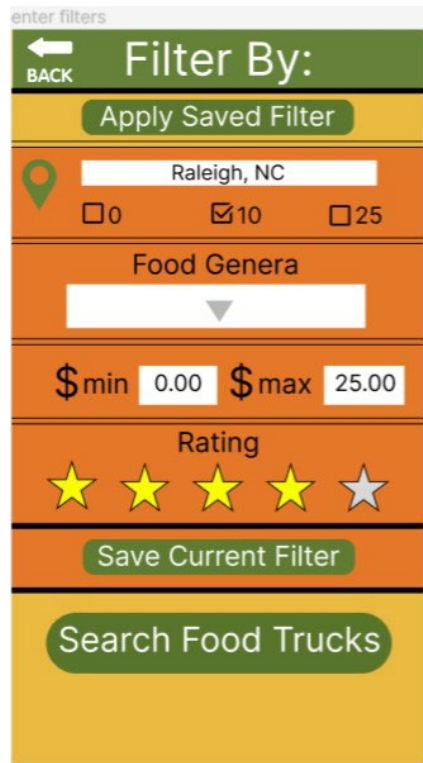 enter filters
Filter By:
BACK
Apply Saved Filter
Raleigh, NC
0 10 25
Food Genera
$ min 0.00 $ max 25.00
Rating
Save Current Filter
Search Food Trucks